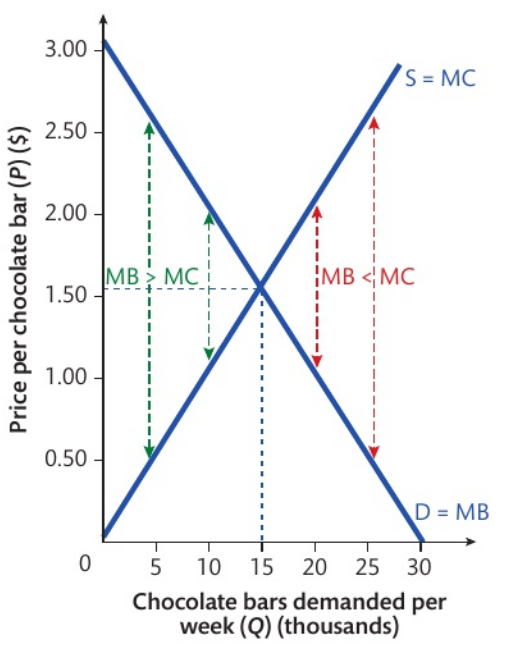 Price per chocolate bar (P) ($)
3.00
2.50
2.00
1.50
1.00
0.50
0
S = MC
MB > MC
MB < MC
D = MB
5 10 15 20 25 30
Chocolate bars demanded per
week (Q) (thousands)